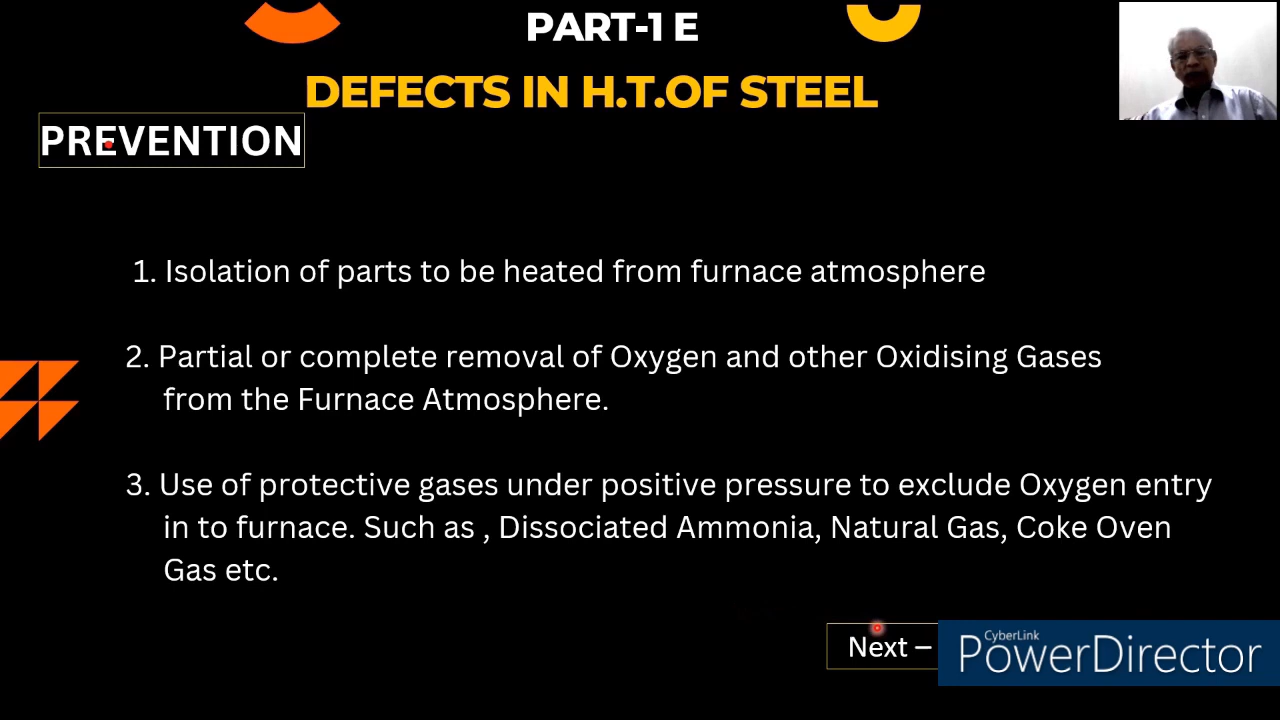 PART-1 E
DEFECTS IN H.T.OF STEEL
PREVENTION
1. Isolation of parts to be heated from furnace atmosphere
2. Partial or complete removal of Oxygen and other Oxidising Gases
from the Furnace Atmosphere.
3. Use of protective gases under positive pressure to exclude Oxygen entry
in to furnace. Such as , Dissociated Ammonia, Natural Gas, Coke Oven
Gas etc.
Next –
CyberLink
PowerDirector